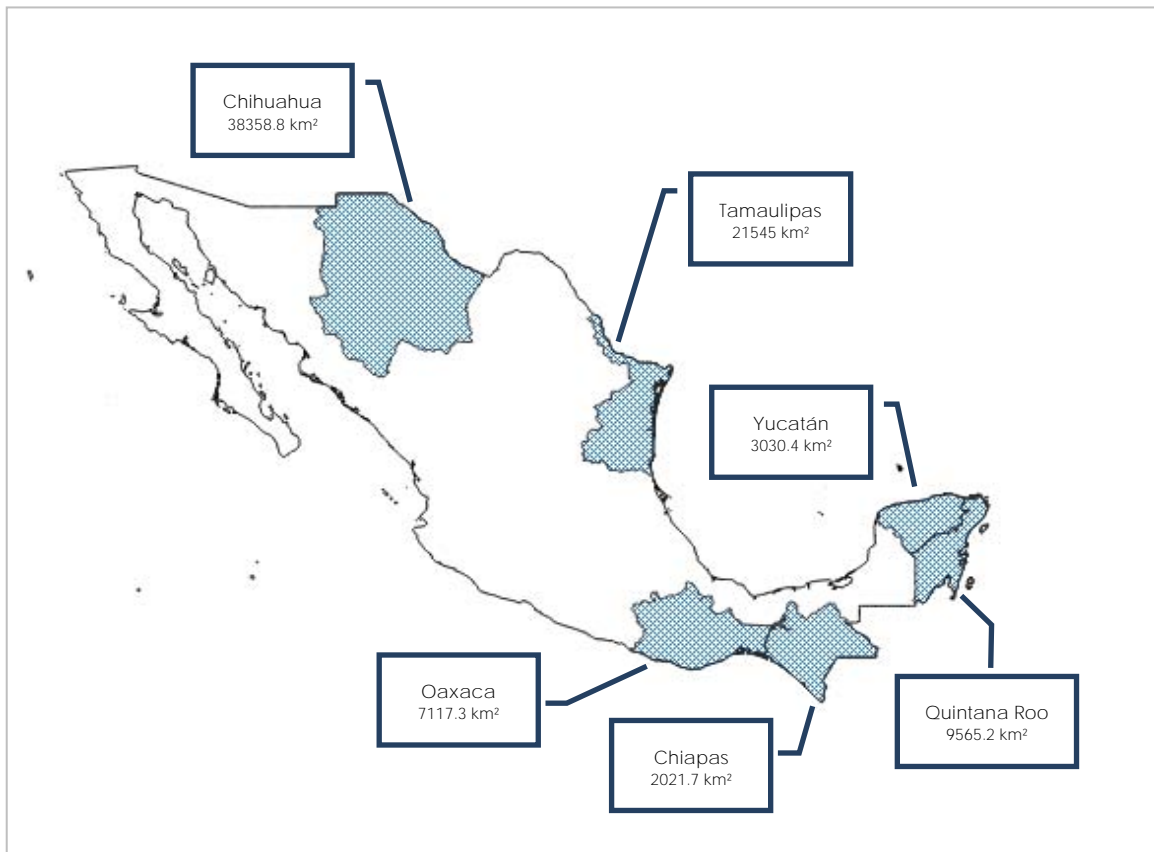 Chihuahua
38358.8 km²
Tamaulipas
21545 km²
Yucatán
3030.4 km²
Oaxaca
7117.3 km²
Quintana Roo
9565.2 km²
Chiapas
2021.7 km²